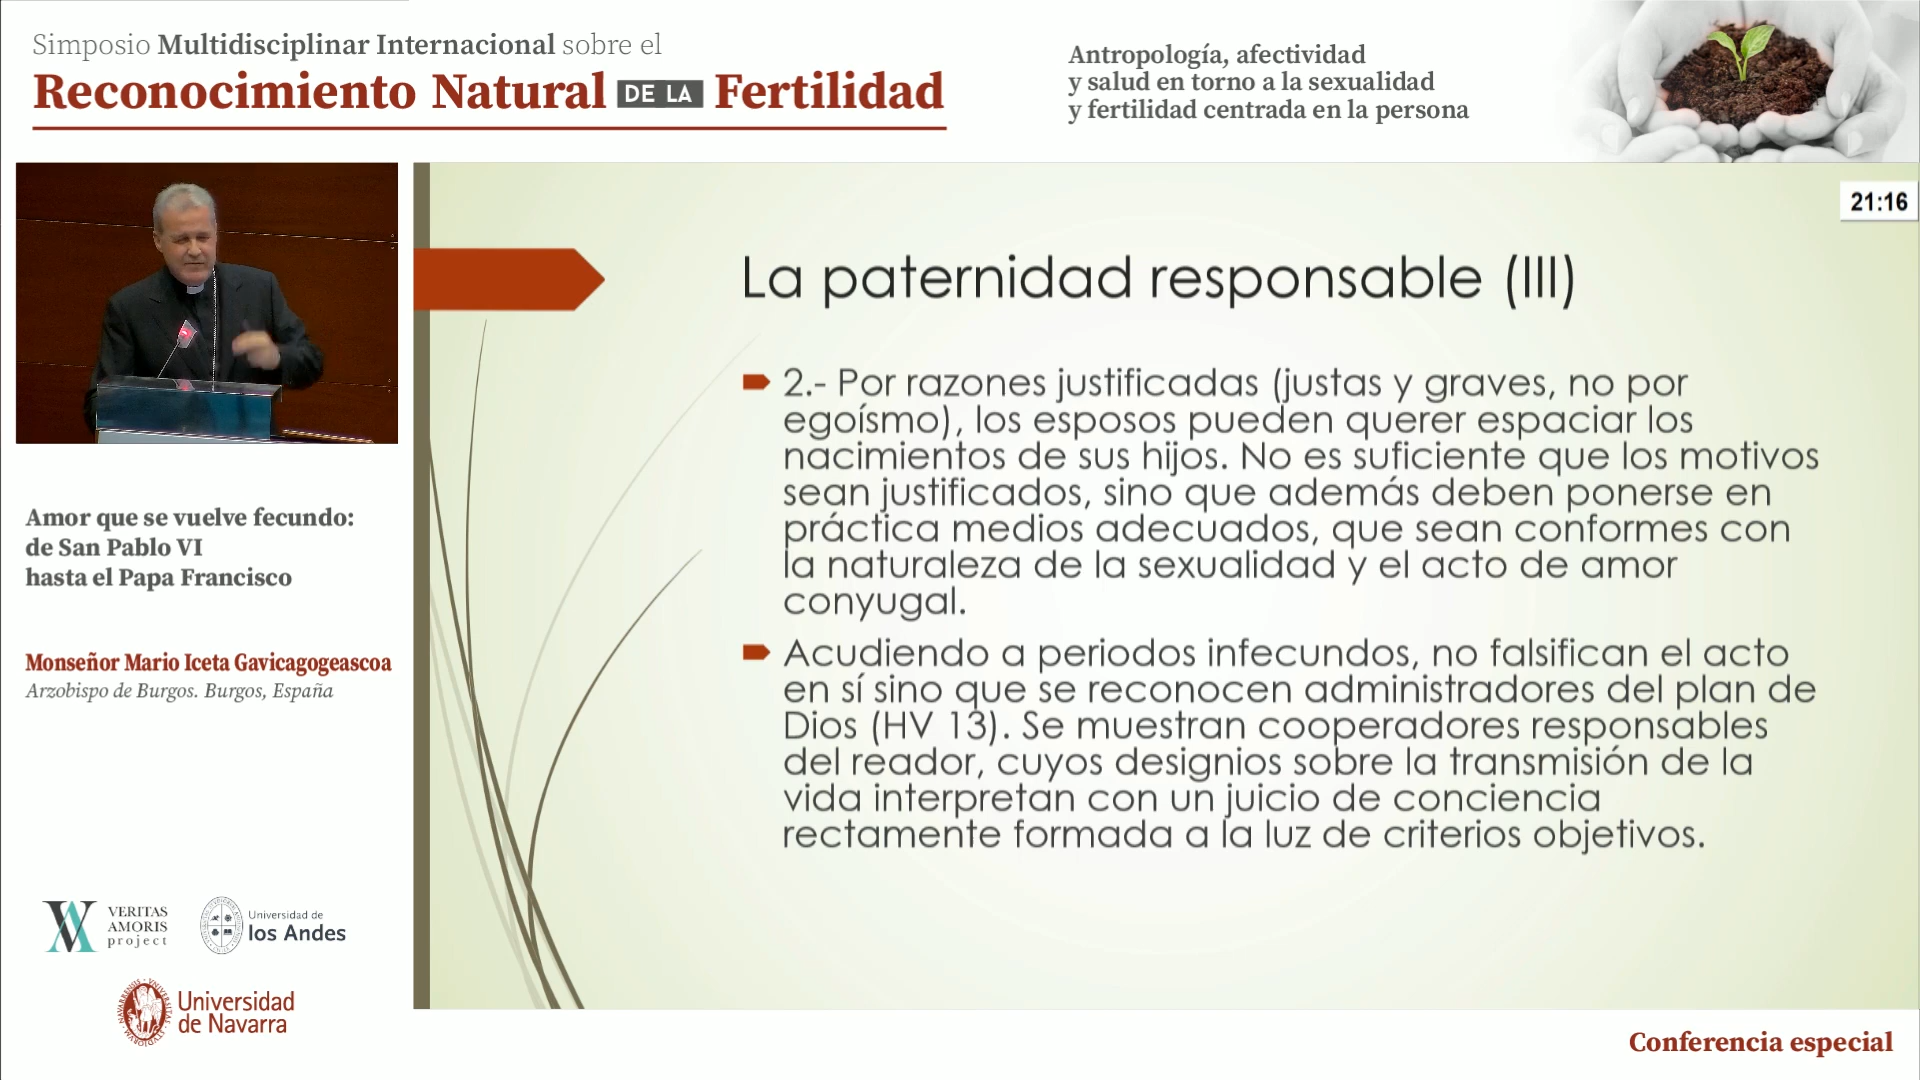 Simposio Multidisciplinar Internacional sobre el
Reconocimiento Natural DE LA Fertilidad
Antropología, afectividad
y salud en torno a la sexualidad
y fertilidad centrada en la persona
21:16
La paternidad responsable (III)
2.- Por razones justificadas (justas y graves, no por
egoísmo), los esposos pueden querer espaciar los
nacimientos de sus hijos. No es suficiente que los motivos
sean justificados, sino que además deben ponerse en
práctica medios adecuados, que sean conformes con
la naturaleza de la sexualidad y el acto de amor
conyugal.
Acudiendo a periodos infecundos, no falsifican el acto
en sí sino que se reconocen administradores del plan de
Dios (HV 13). Se muestran cooperadores responsables
del reador, cuyos designios sobre la transmisión de la
vida interpretan con un juicio de conciencia
rectamente formada a la luz de criterios objetivos.
Amor que se vuelve fecundo:
de San Pablo VI
hasta el Papa Francisco
Monseñor Mario Iceta Gavicagogeascoa
Arzobispo de Burgos. Burgos, España
VERITAS
AMORIS
project
Universidad de
los Andes
Universidad
de Navarra
Conferencia especial